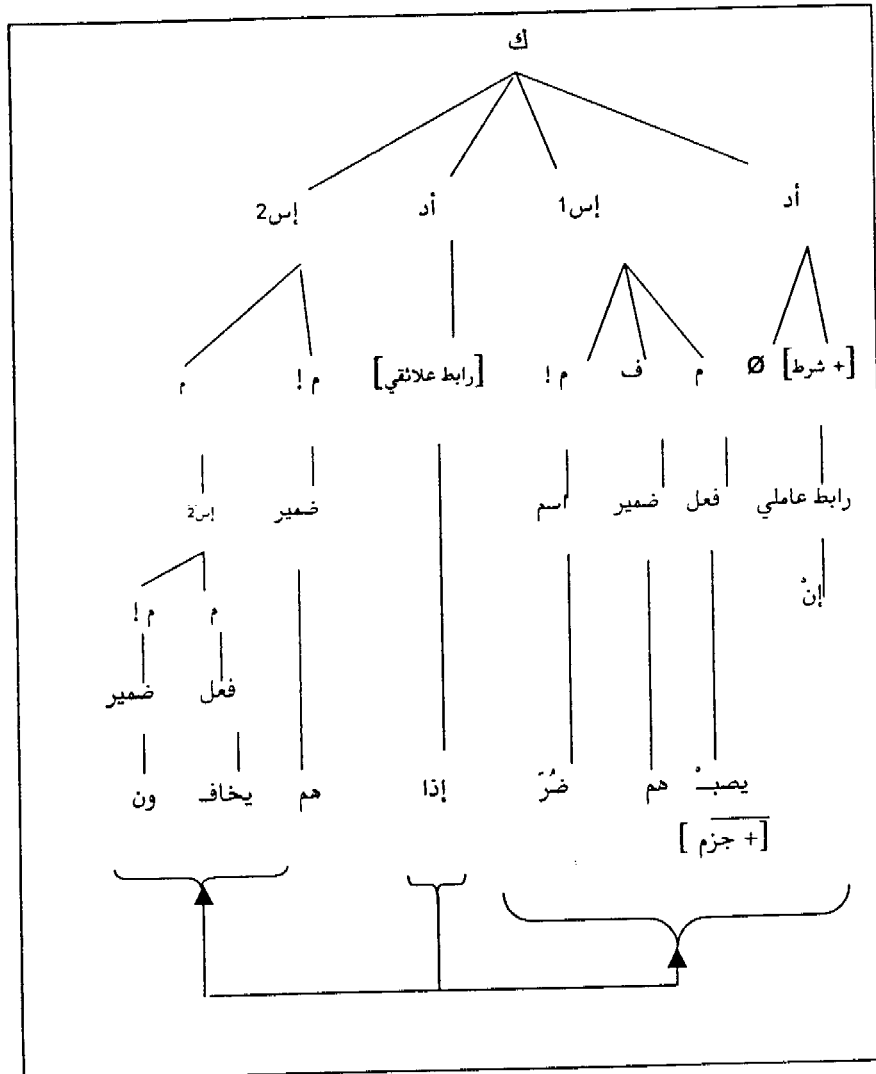 ك
أد إس1 أد إس2
[+ شرط] Ø م ف م ! [رابط علائقي] م ! م
رابط عاملي فعل ضمير اسم ضمير إس2
إنْ
م م !
فعل ضمير
يصبْـ هم ضُرَّ إذا هم يخافـ ون
[+ جزم]